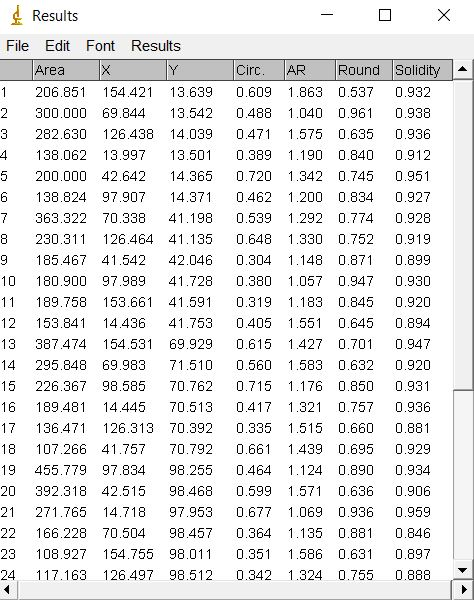 Results
File Edit Font Results
Area X Y Circ. AR Round Solidity
1 206.851 154.421 13.639 0.609 1.863 0.537 0.932
2 300.000 69.844 13.542 0.488 1.040 0.961 0.938
3 282.630 126.438 14.039 0.471 1.575 0.635 0.936
4 138.062 13.997 13.501 0.389 1.190 0.840 0.912
5 200.000 42.642 14.365 0.720 1.342 0.745 0.951
6 138.824 97.907 14.371 0.462 1.200 0.834 0.927
7 363.322 70.338 41.198 0.539 1.292 0.774 0.928
8 230.311 126.464 41.135 0.648 1.330 0.752 0.919
9 185.467 41.542 42.046 0.304 1.148 0.871 0.899
10 180.900 97.989 41.728 0.380 1.057 0.947 0.930
11 189.758 153.661 41.591 0.319 1.183 0.845 0.920
12 153.841 14.436 41.753 0.405 1.551 0.645 0.894
13 387.474 154.531 69.929 0.615 1.427 0.701 0.947
14 295.848 69.983 71.510 0.560 1.583 0.632 0.920
15 226.367 98.585 70.762 0.715 1.176 0.850 0.931
16 189.481 14.445 70.513 0.417 1.321 0.757 0.936
17 136.471 126.313 70.392 0.335 1.515 0.660 0.881
18 107.266 41.757 70.792 0.661 1.439 0.695 0.929
19 455.779 97.834 98.255 0.464 1.124 0.890 0.934
20 392.318 42.515 98.468 0.599 1.571 0.636 0.906
21 271.765 14.718 97.953 0.677 1.069 0.936 0.959
22 166.228 70.504 98.457 0.364 1.135 0.881 0.846
23 108.927 154.755 98.011 0.351 1.586 0.631 0.897
24 117.163 126.497 98.512 0.342 1.324 0.755 0.888